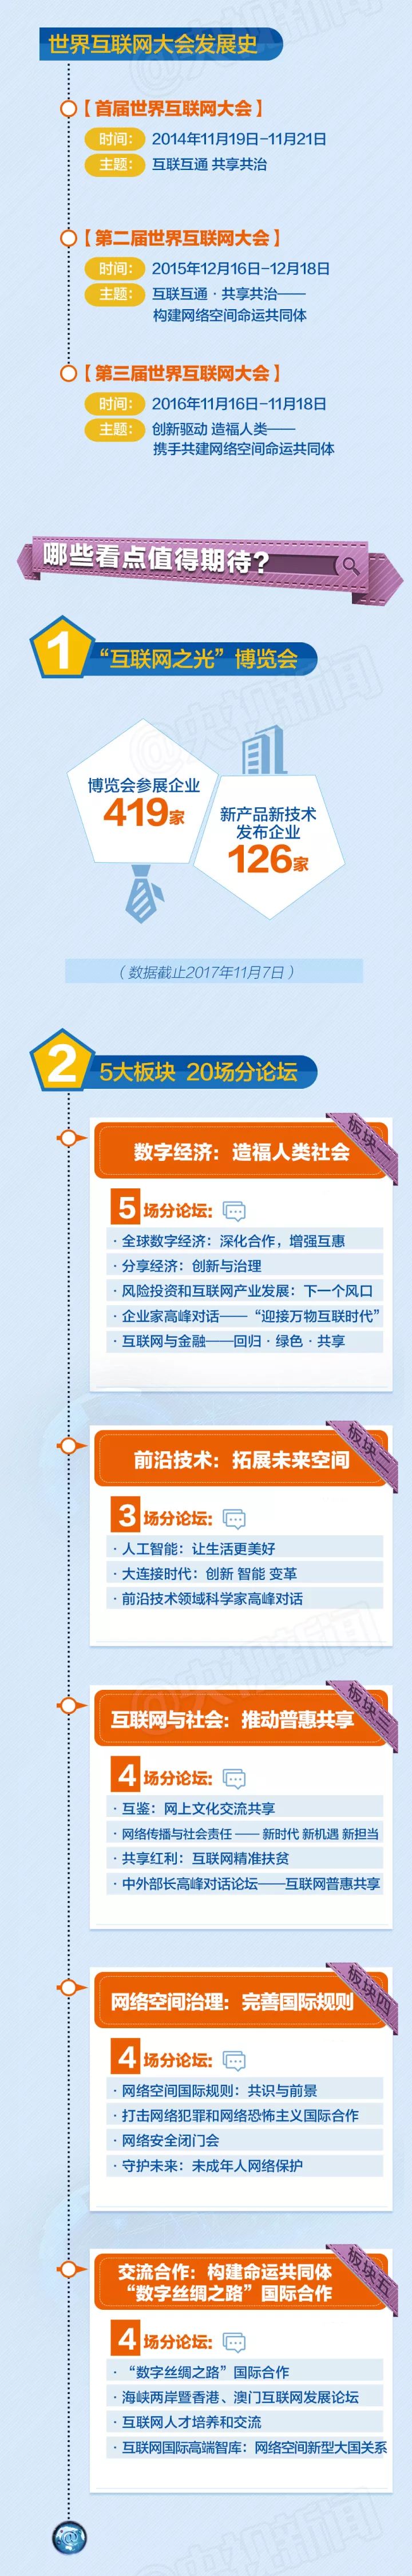 世界互联网大会发展史
【首届世界互联网大会】
时间： 2014年11月19日-11月21日
主题： 互联互通 共享共治
【第二届世界互联网大会】
时间： 2015年12月16日-12月18日
主题： 互联互通·共享共治——
构建网络空间命运共同体
【第三届世界互联网大会】
时间： 2016年11月16日-11月18日
主题： 创新驱动 造福人类——
携手共建网络空间命运共同体
哪些看点值得期待?
1 “互联网之光”博览会
@央视新闻
博览会参展企业
419家
新产品新技术
发布企业
126家
（数据截止2017年11月7日）
2 5大板块 20场分论坛
板块一
数字经济：造福人类社会
5 场分论坛：
·全球数字经济：深化合作，增强互惠
·分享经济：创新与治理
·风险投资和互联网产业发展：下一个风口
·企业家高峰对话——“迎接万物互联时代”
·互联网与金融——回归·绿色·共享
板块二
前沿技术：拓展未来空间
3 场分论坛：
·人工智能：让生活更美好
·大连接时代：创新 智能 变革
·前沿技术领域科学家高峰对话
@央视新闻
板块三
互联网与社会：推动普惠共享
4 场分论坛：
·互鉴：网上文化交流共享
·网络传播与社会责任 —— 新时代 新机遇 新担当
·共享红利：互联网精准扶贫
·中外部长高峰对话论坛——互联网普惠共享
板块四
网络空间治理：完善国际规则
4 场分论坛：
·网络空间国际规则：共识与前景
·打击网络犯罪和网络恐怖主义国际合作
·网络安全闭门会
·守护未来：未成年人网络保护
板块五
交流合作：构建命运共同体
“数字丝绸之路”国际合作
4 场分论坛：
·“数字丝绸之路”国际合作
·海峡两岸暨香港、澳门互联网发展论坛
·互联网人才培养和交流
·互联网国际高端智库：网络空间新型大国关系
@央视新闻